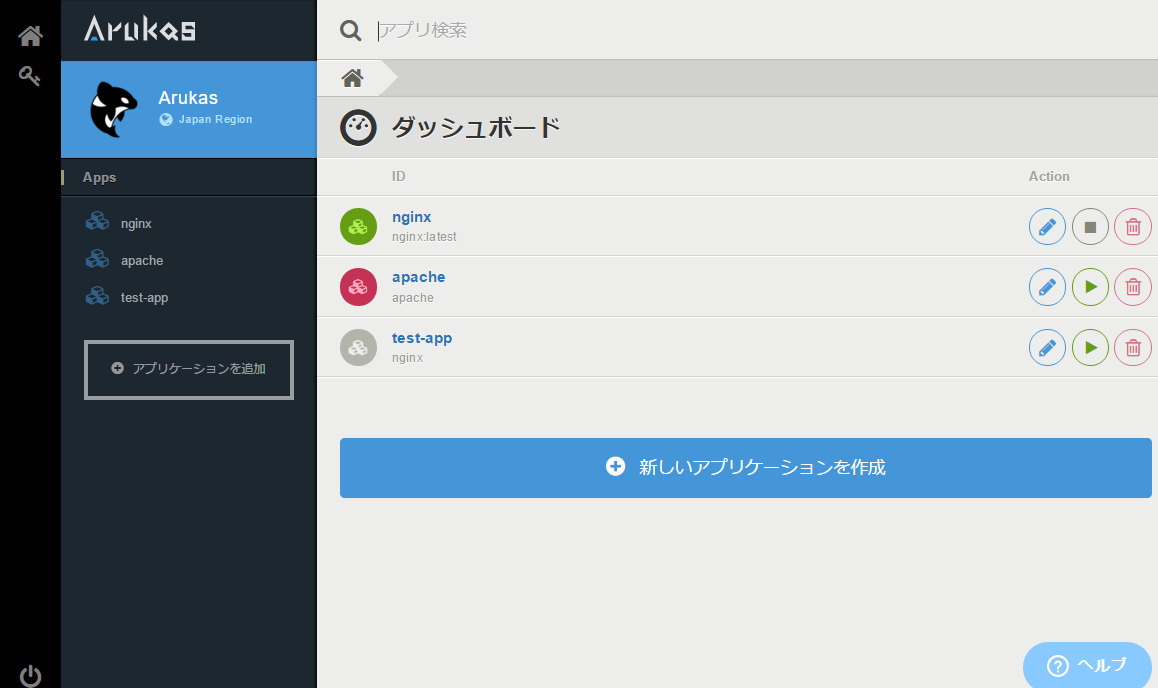 Arukas
アプリ検索
Arukas
Japan Region
ダッシュボード
Apps
ID Action
nginx
apache
test-app
アプリケーションを追加
nginx
nginx:latest
apache
apache
test-app
nginx
新しいアプリケーションを作成
ヘルプ